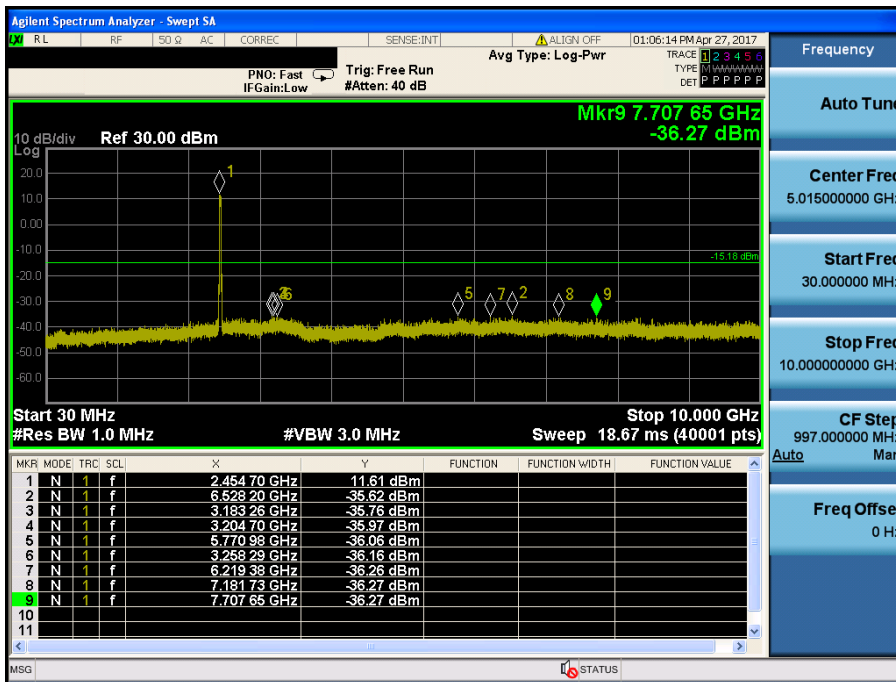 Agilent Spectrum Analyzer - Swept SA
LXI RL RF 50 Ω AC CORREC SENSE:INT ALIGN OFF 01:06:14 PM Apr 27, 2017
Avg Type: Log-Pwr TRACE 1 2 3 4 5 6
PNO: Fast Trig: Free Run TYPE M WWWWW
IFGain:Low #Atten: 40 dB DET P P P P P P
Mkr9 7.707 65 GHz
-36.27 dBm
10 dB/div Ref 30.00 dBm
Log
20.0
10.0
0.00
-10.0
-20.0
-30.0
-40.0
-50.0
-60.0
-15.18 dBm
1
6 5 7 2 8 9
Start 30 MHz Stop 10.000 GHz
#Res BW 1.0 MHz #VBW 3.0 MHz Sweep 18.67 ms (40001 pts)
MKR MODE TRC SCL X Y FUNCTION FUNCTION WIDTH FUNCTION VALUE
1 N 1 f 2.454 70 GHz 11.61 dBm
2 N 1 f 6.528 20 GHz -35.62 dBm
3 N 1 f 3.183 26 GHz -35.76 dBm
4 N 1 f 3.204 70 GHz -35.97 dBm
5 N 1 f 5.770 98 GHz -36.06 dBm
6 N 1 f 3.258 29 GHz -36.16 dBm
7 N 1 f 6.219 38 GHz -36.26 dBm
8 N 1 f 7.181 73 GHz -36.27 dBm
9 N 1 f 7.707 65 GHz -36.27 dBm
10
11
MSG STATUS
Frequency
Auto Tune
Center Freq
5.015000000 GHz
Start Freq
30.000000 MHz
Stop Freq
10.000000000 GHz
CF Step
997.000000 MHz
Auto Man
Freq Offset
0 Hz